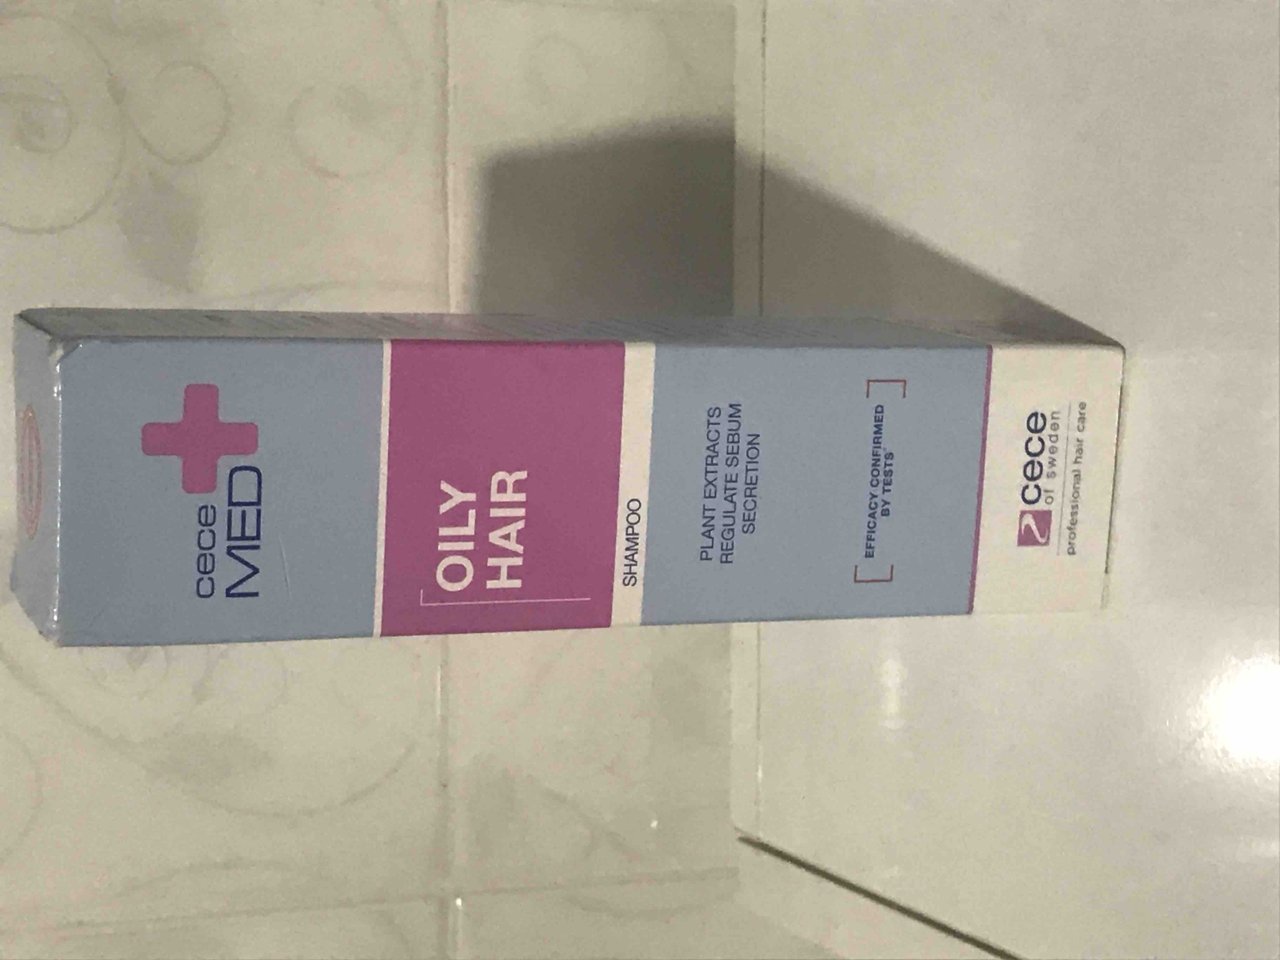 cece
MED
OILY
HAIR
SHAMPOO
PLANT EXTRACTS
REGULATE SEBUM
SECRETION
EFFICACY CONFIRMED
BY TESTS*
cece
of sweden
professional hair care